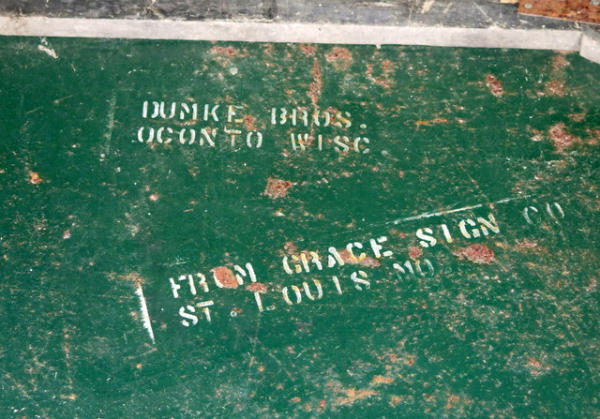 DUMKE BROS.
OCONTO WISC.
FROM GRACE SIGN CO
ST. LOUIS MO